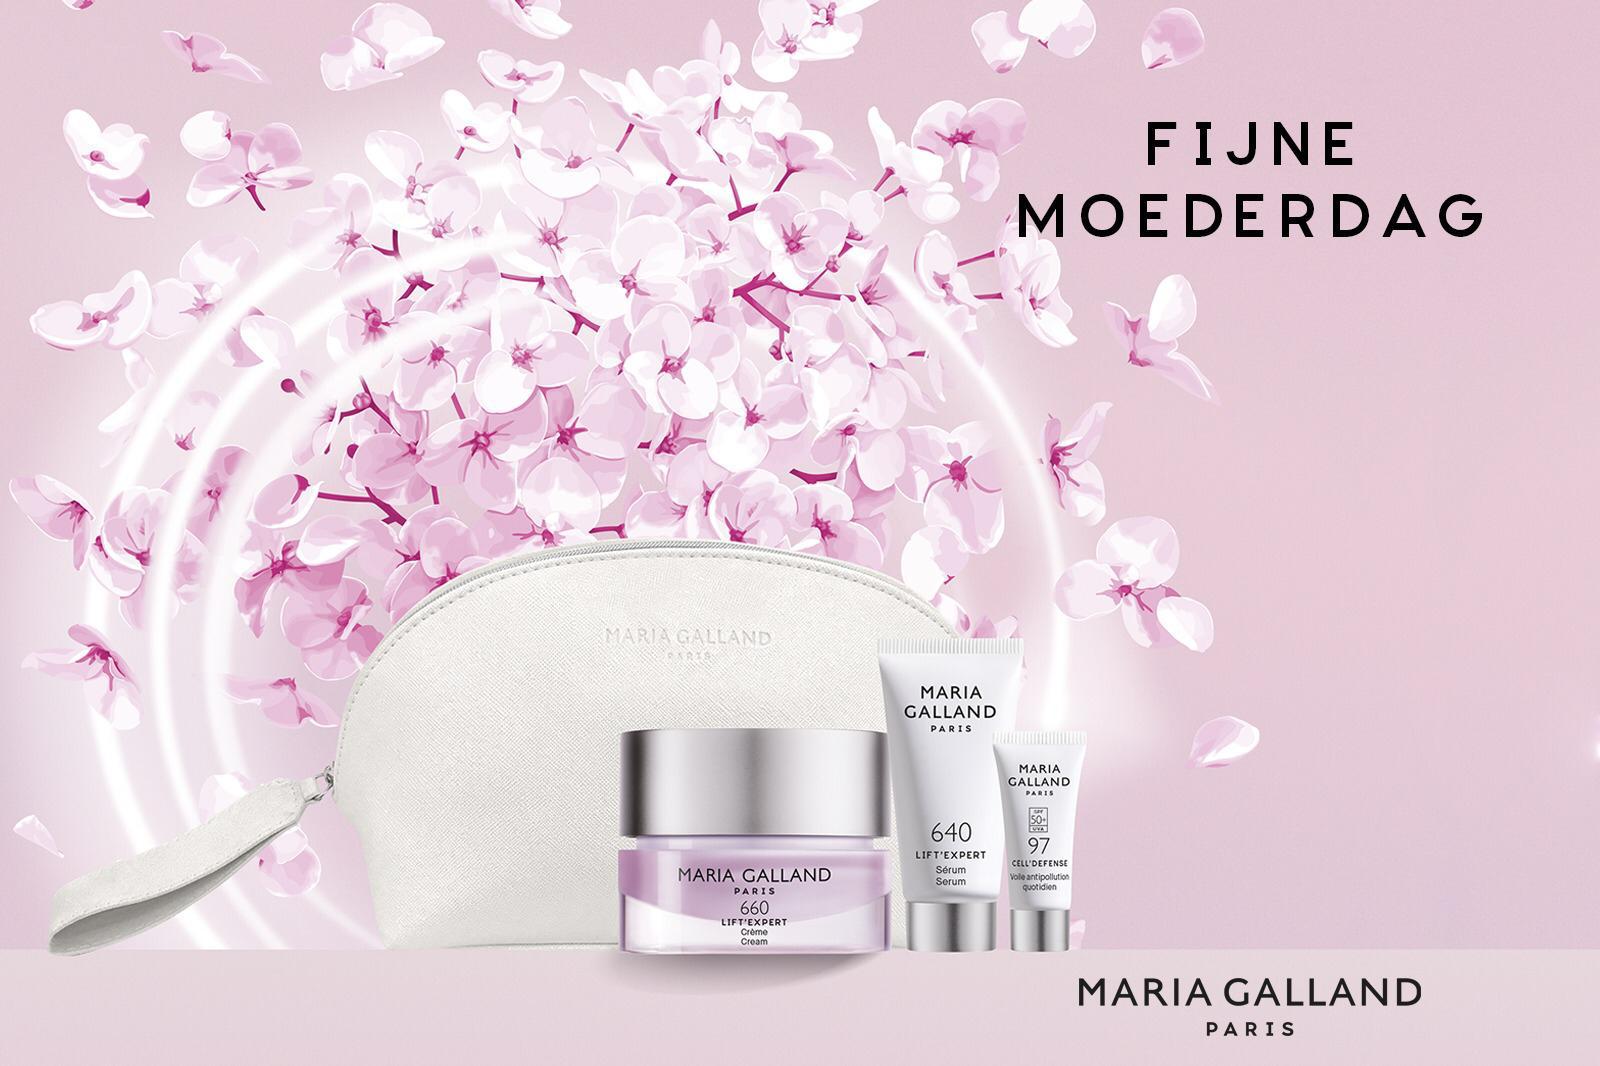 FIJNE
MOEDERDAG
MARIA GALLAND
PARIS
MARIA
GALLAND
PARIS
640
LIFT'EXPERT
Sérum
Serum
MARIA
GALLAND
PARIS
SPF
50+
UVA
97
CELL'DEFENSE
Voile antipollution
quotidien
MARIA GALLAND
PARIS
660
LIFT'EXPERT
Crème
Cream
MARIA GALLAND
PARIS